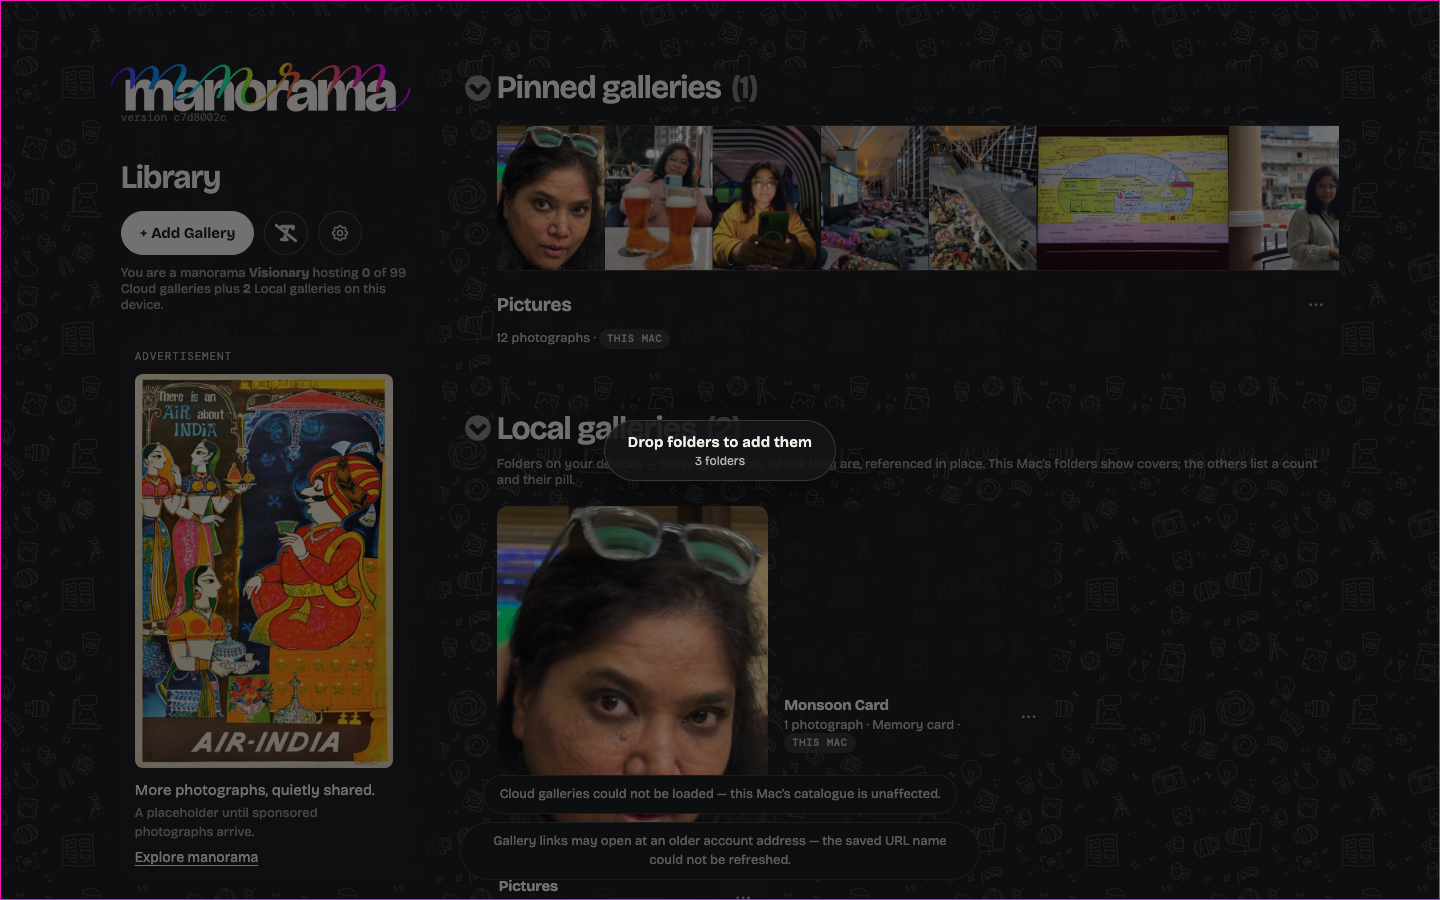 manorama
version c7d8002c
Library
+ Add Gallery
You are a manorama Visionary hosting 0 of 99
Cloud galleries plus 2 Local galleries on this
device.
ADVERTISEMENT
There is an
AIR about
INDIA
AIR-INDIA
More photographs, quietly shared.
A placeholder until sponsored
photographs arrive.
Explore manorama
Pinned galleries (1)
Pictures
12 photographs · THIS MAC
Local galleries (2)
Drop folders to add them
3 folders
Folders on your are, referenced in place. This Mac's folders show covers; the others list a count
and their pill.
Monsoon Card
1 photograph · Memory card ·
THIS MAC
Cloud galleries could not be loaded — this Mac's catalogue is unaffected.
Gallery links may open at an older account address — the saved URL name
could not be refreshed.
Pictures